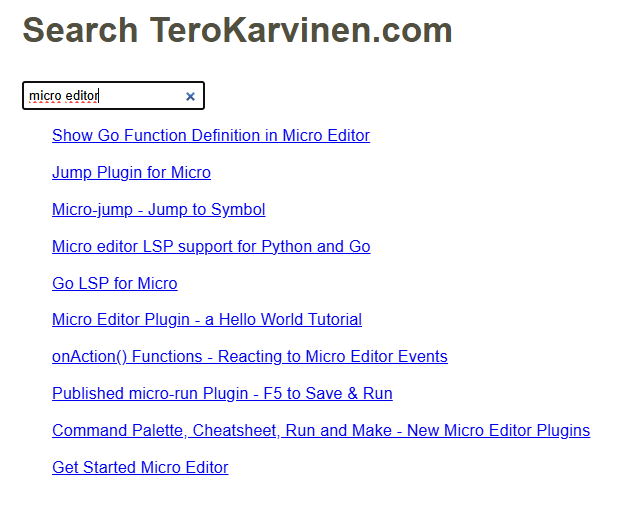 Search TeroKarvinen.com
micro editor
Show Go Function Definition in Micro Editor
Jump Plugin for Micro
Micro-jump - Jump to Symbol
Micro editor LSP support for Python and Go
Go LSP for Micro
Micro Editor Plugin - a Hello World Tutorial
onAction() Functions - Reacting to Micro Editor Events
Published micro-run Plugin - F5 to Save & Run
Command Palette, Cheatsheet, Run and Make - New Micro Editor Plugins
Get Started Micro Editor